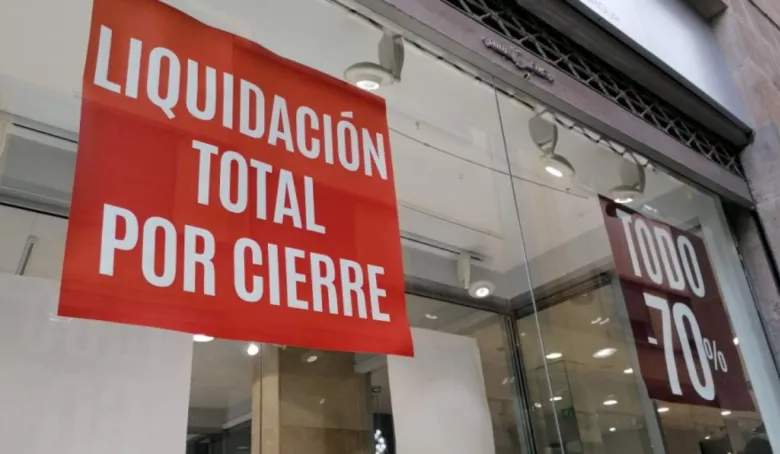 LIQUIDACIÓN
TOTAL
POR CIERRE
TODO
-70%